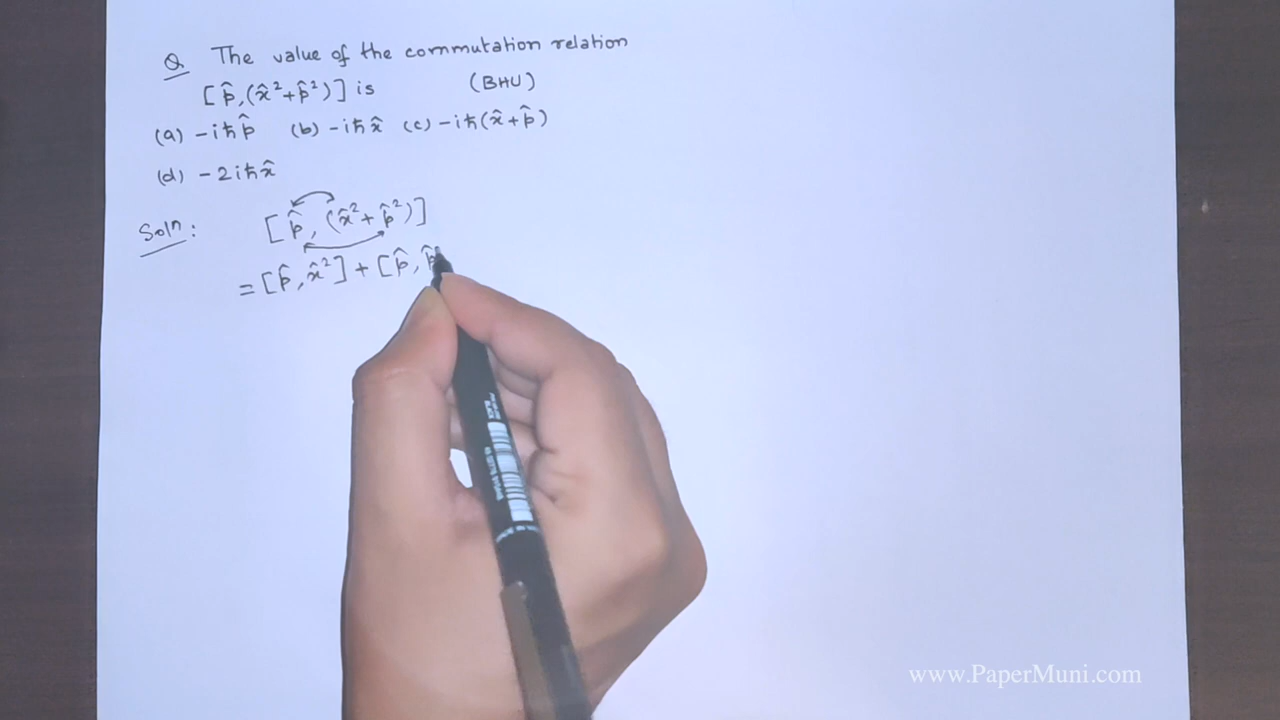 Q The value of the commutation relation
[p̂,(x̂²+p̂²)] is (BHU)
(a) -iℏp̂ (b) -iℏx̂ (c) -iℏ(x̂+p̂)
(d) -2iℏx̂
Solⁿ: [p̂,(x̂²+p̂²)]
= [p̂,x̂²] + [p̂,p̂
www.PaperMuni.com